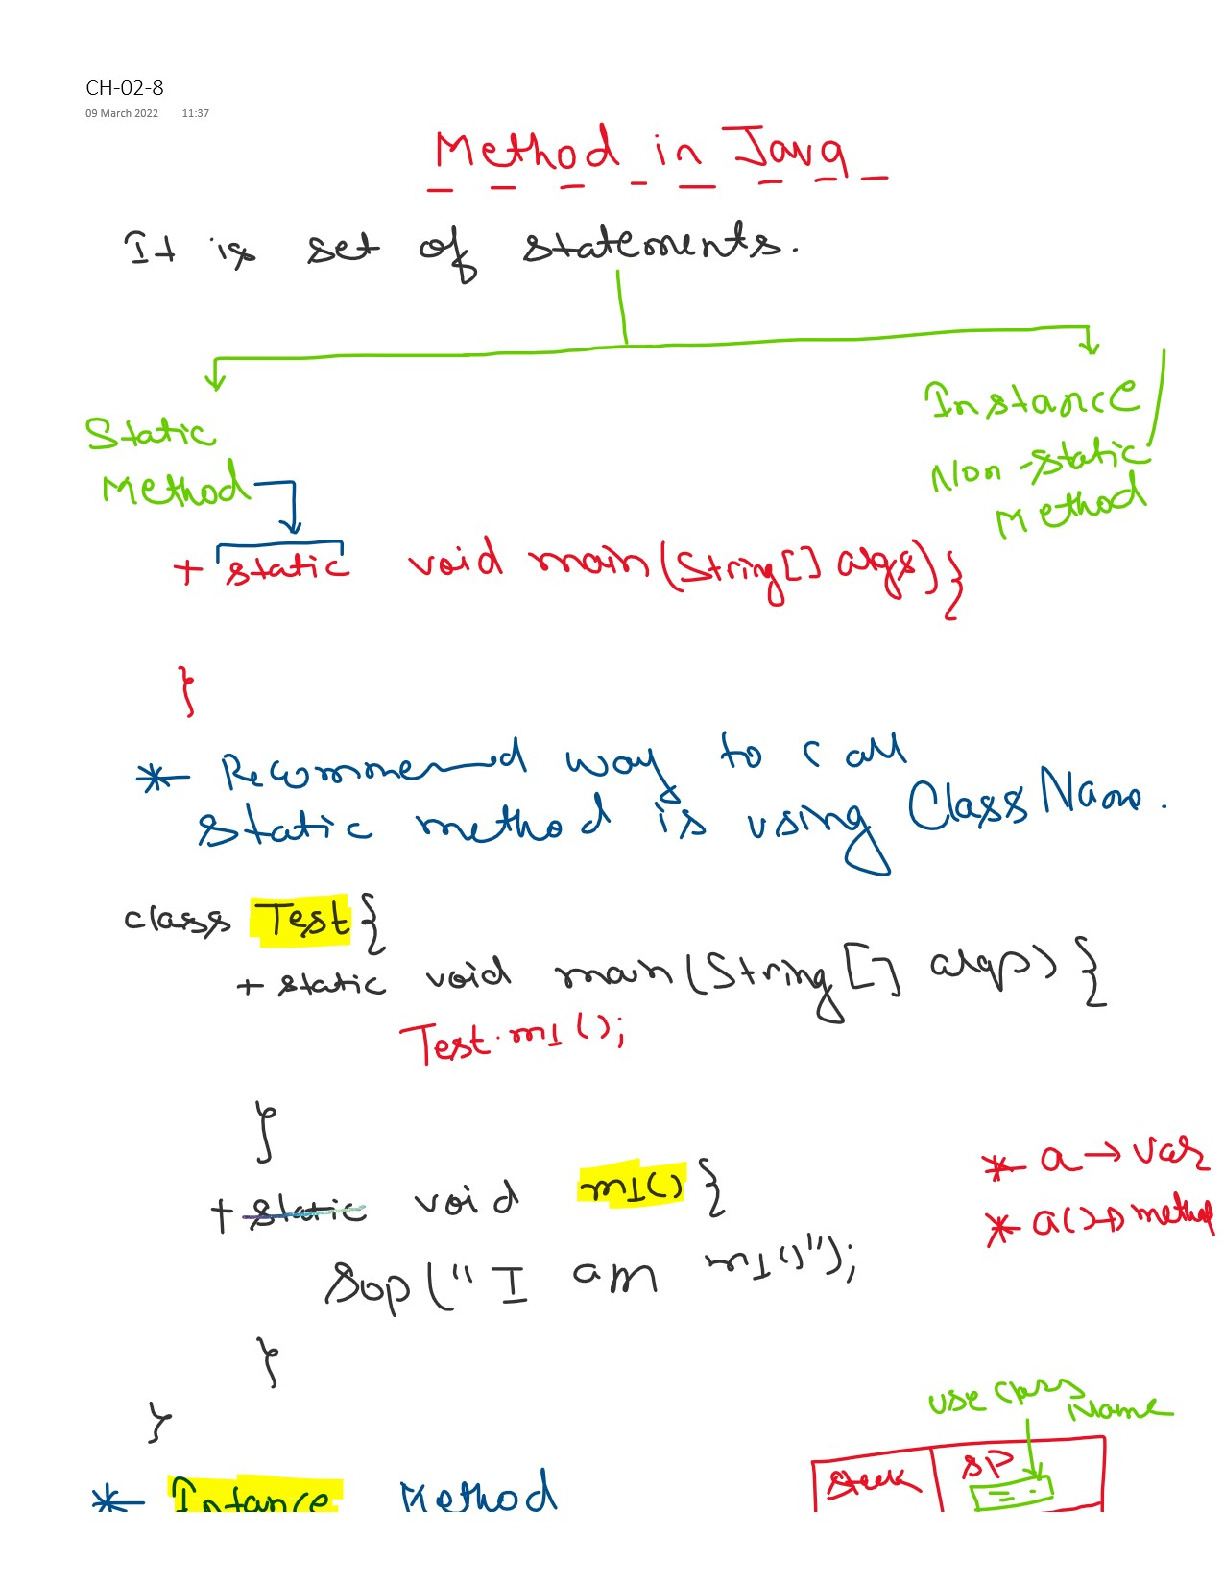 CH-02-8
09 March 2022 11:37
Method in Java
It is set of statements.
Static
Method
Instance /
Non-static
Method
+ static void main(String[] args){
}
* Recommend way to call
static method is using ClassName.
class Test{
+ static void main(String[] args){
Test.m1();
}
+ static void m1(){
Sop("I am m1()");
}
}
* a → var
* a() → method
use Class Name
Stack
SP
* Intance Method